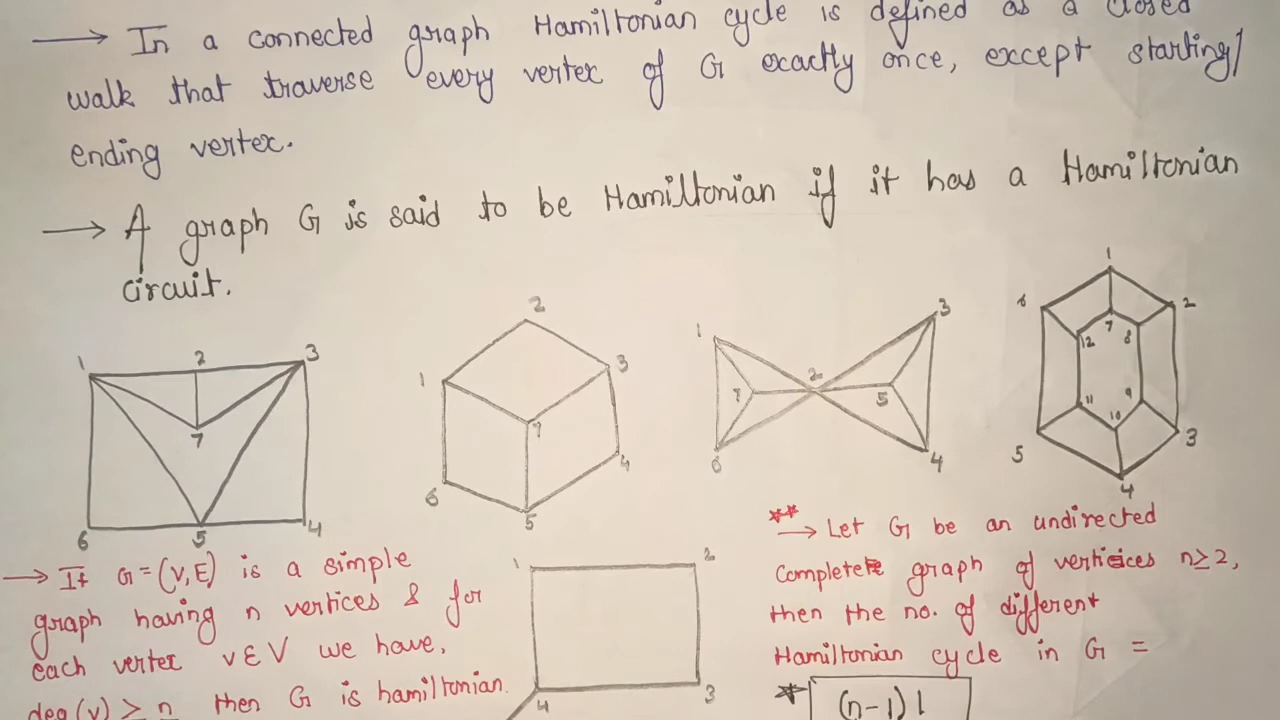 → In a connected graph Hamiltonian cycle is defined as a closed
walk that traverse every vertex of G exactly once, except starting/
ending vertex.
→ A graph G is said to be Hamiltonian if it has a Hamiltonian
circuit.
1 2 3
7
6 5 4
2
1 3
7
6 4
5
1 3
2
7 5
6 4
1
6 2
7
12 8
11 9
10
5 3
4
→ If G=(V,E) is a simple
graph having n vertices & for
each vertex v∈V we have,
deg(v) ≥ n then G is hamiltonian.
1 2
4 3
** → Let G be an undirected
Complete graph of vertices n≥2,
then the no. of different
Hamiltonian cycle in G =
* (n-1)!